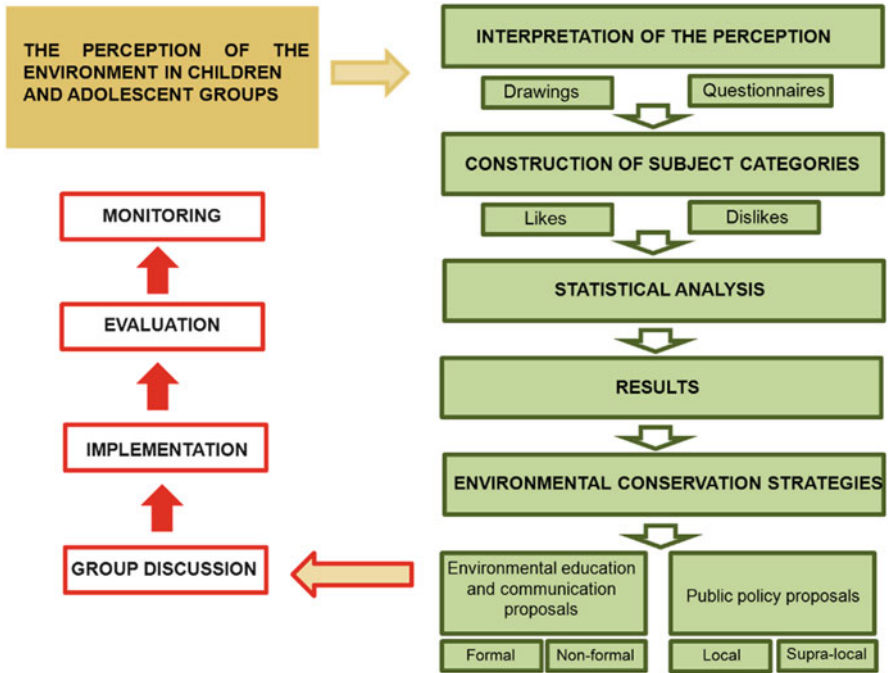 THE PERCEPTION OF THE
ENVIRONMENT IN CHILDREN
AND ADOLESCENT GROUPS
INTERPRETATION OF THE PERCEPTION
Drawings
Questionnaires
CONSTRUCTION OF SUBJECT CATEGORIES
Likes
Dislikes
STATISTICAL ANALYSIS
RESULTS
ENVIRONMENTAL CONSERVATION STRATEGIES
Environmental education
and communication
proposals
Public policy proposals
Formal
Non-formal
Local
Supra-local
GROUP DISCUSSION
IMPLEMENTATION
EVALUATION
MONITORING